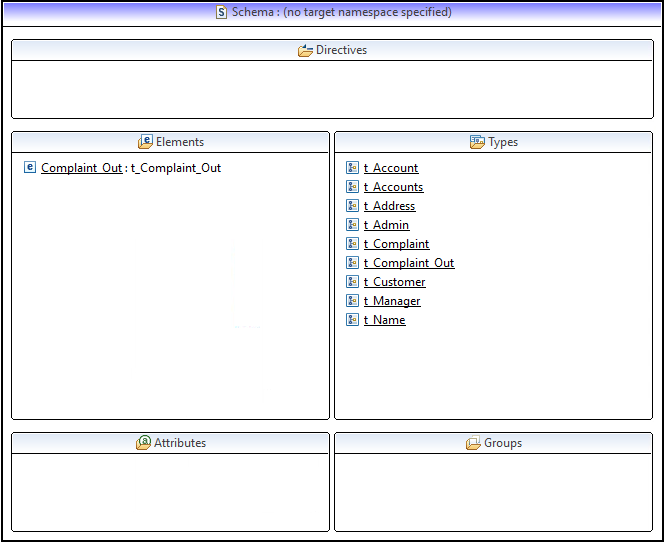 Schema : (no target namespace specified)
Directives
Elements
Complaint_Out : t_Complaint_Out
Types
t_Account
t_Accounts
t_Address
t_Admin
t_Complaint
t_Complaint_Out
t_Customer
t_Manager
t_Name
Attributes
Groups